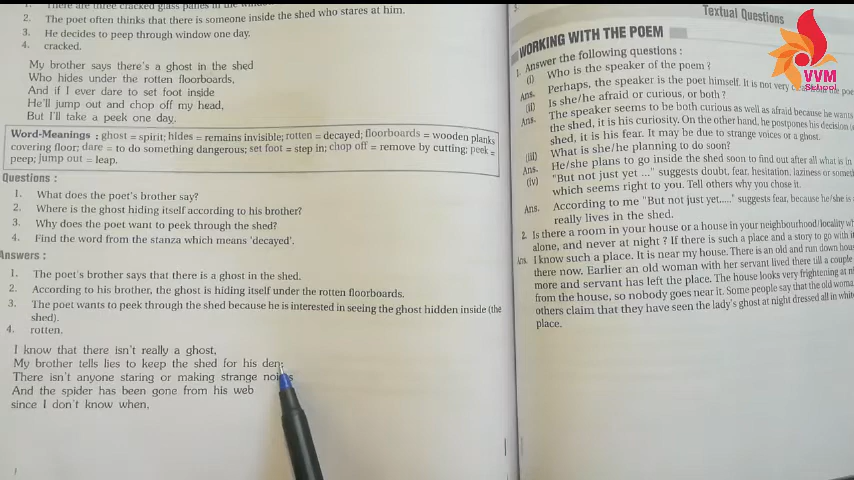 There are three cracked glass panes in the
2. The poet often thinks that there is someone inside the shed who stares at him.
3. He decides to peep through window one day.
4. cracked.
My brother says there's a ghost in the shed
Who hides under the rotten floorboards,
And if I ever dare to set foot inside
He'll jump out and chop off my head,
But I'll take a peek one day.
Word-Meanings : ghost = spirit; hides = remains invisible; rotten = decayed; floorboards = wooden planks
covering floor; dare = to do something dangerous; set foot = step in; chop off = remove by cutting; peek =
peep; jump out = leap.
Questions :
1. What does the poet's brother say?
2. Where is the ghost hiding itself according to his brother?
3. Why does the poet want to peek through the shed?
4. Find the word from the stanza which means 'decayed'.
Answers :
1. The poet's brother says that there is a ghost in the shed.
2. According to his brother, the ghost is hiding itself under the rotten floorboards.
3. The poet wants to peek through the shed because he is interested in seeing the ghost hidden inside (the
shed).
4. rotten.
I know that there isn't really a ghost,
My brother tells lies to keep the shed for his den;
There isn't anyone staring or making strange
And the spider has been gone from his web
since I don't know when,
Textual Questions
WORKING WITH THE POEM
1. Answer the following questions :
(i) Who is the speaker of the poem ?
Ans. Perhaps, the speaker is the poet himself. It is not very
(ii) Is she/he afraid or curious, or both ?
Ans. The speaker seems to be both curious as well as afraid because he wants
the shed, it is his curiosity. On the other hand, he postpones his decision
shed, it is his fear. It may be due to strange voices or a ghost.
(iii) What is she/he planning to do soon?
Ans. He/she plans to go inside the shed soon to find out after all what is in
(iv) "But not just yet ..." suggests doubt, fear, hesitation, laziness or
which seems right to you. Tell others why you chose it.
Ans. According to me "But not just yet....." suggests fear, because he/she is
really lives in the shed.
2. Is there a room in your house or a house in your neighbourhood/locality
alone, and never at night ? If there is such a place and a story to go with
Ans. I know such a place. It is near my house. There is an old and run down
there now. Earlier an old woman with her servant lived there till a couple
more and servant has left the place. The house looks very frightening at
from the house, so nobody goes near it. Some people say that the old
others claim that they have seen the lady's ghost at night dressed all in
place.
VVM
School